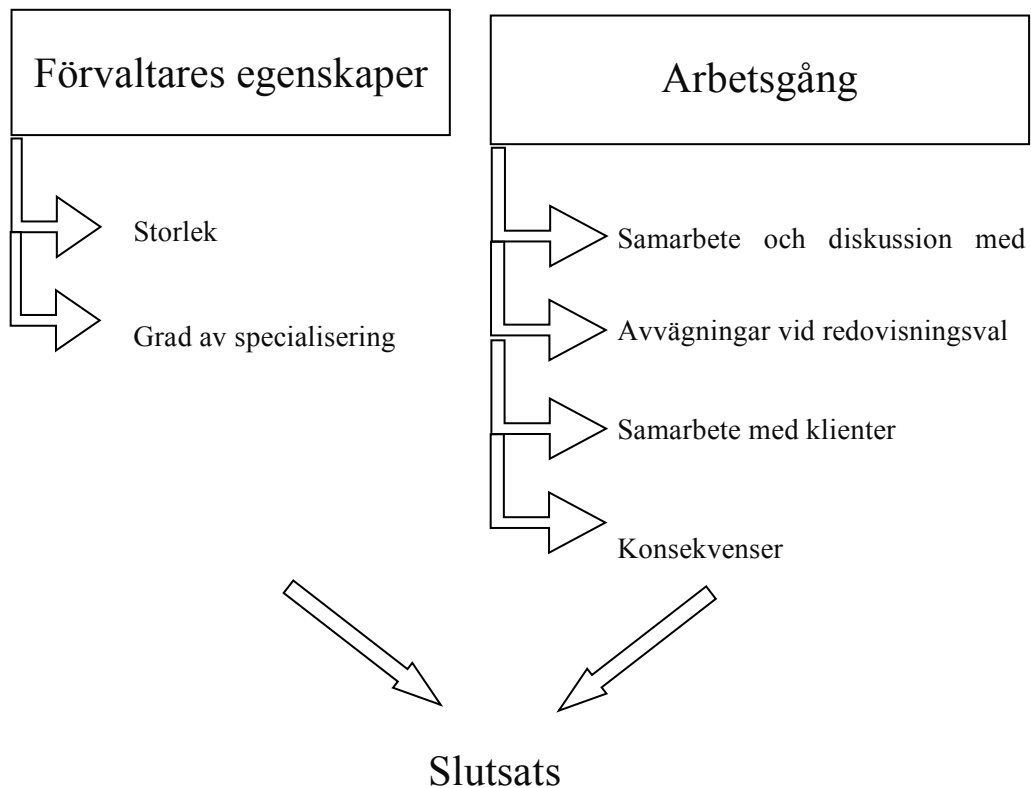 Förvaltares egenskaper
Storlek
Grad av specialisering
Arbetsgång
Samarbete och diskussion med
Avvägningar vid redovisningsval
Samarbete med klienter
Konsekvenser
Slutsats